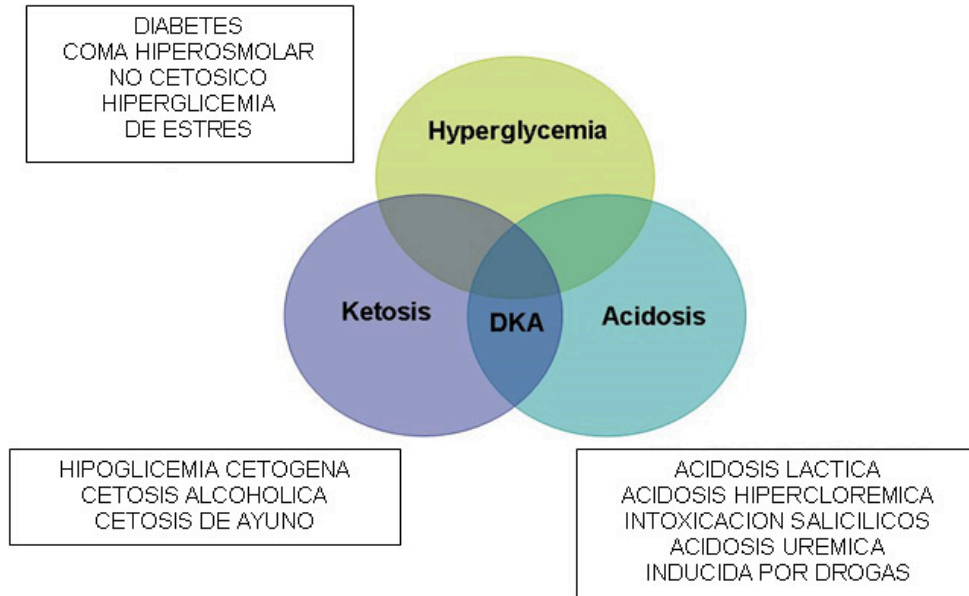 DIABETES
COMA HIPEROSMOLAR
NO CETOSICO
HIPERGLICEMIA
DE ESTRES
Hyperglycemia
Ketosis
DKA
Acidosis
HIPOGLICEMIA CETOGENA
CETOSIS ALCOHOLICA
CETOSIS DE AYUNO
ACIDOSIS LACTICA
ACIDOSIS HIPERCLOREMICA
INTOXICACION SALICILICOS
ACIDOSIS UREMICA
INDUCIDA POR DROGAS